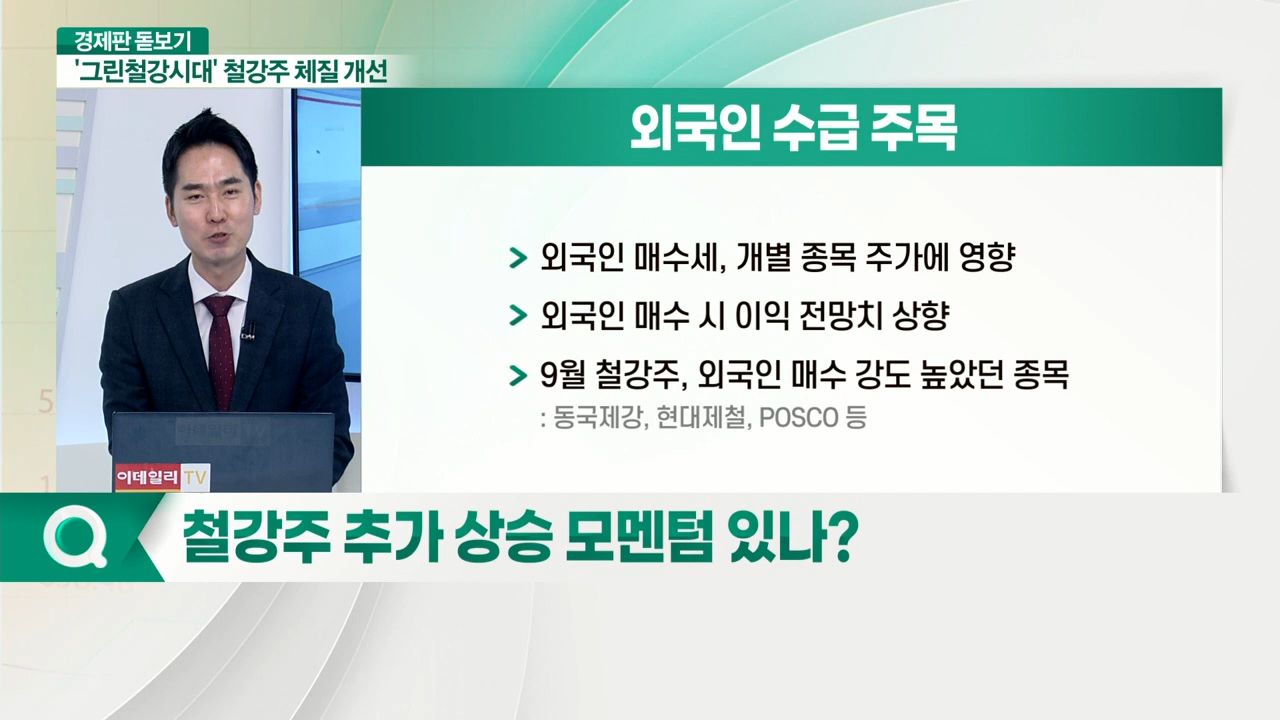 경제판 돋보기
'그린철강시대' 철강주 체질 개선
외국인 수급 주목
> 외국인 매수세, 개별 종목 주가에 영향
> 외국인 매수 시 이익 전망치 상향
> 9월 철강주, 외국인 매수 강도 높았던 종목
: 동국제강, 현대제철, POSCO 등
이데일리 TV
Q 철강주 추가 상승 모멘텀 있나?